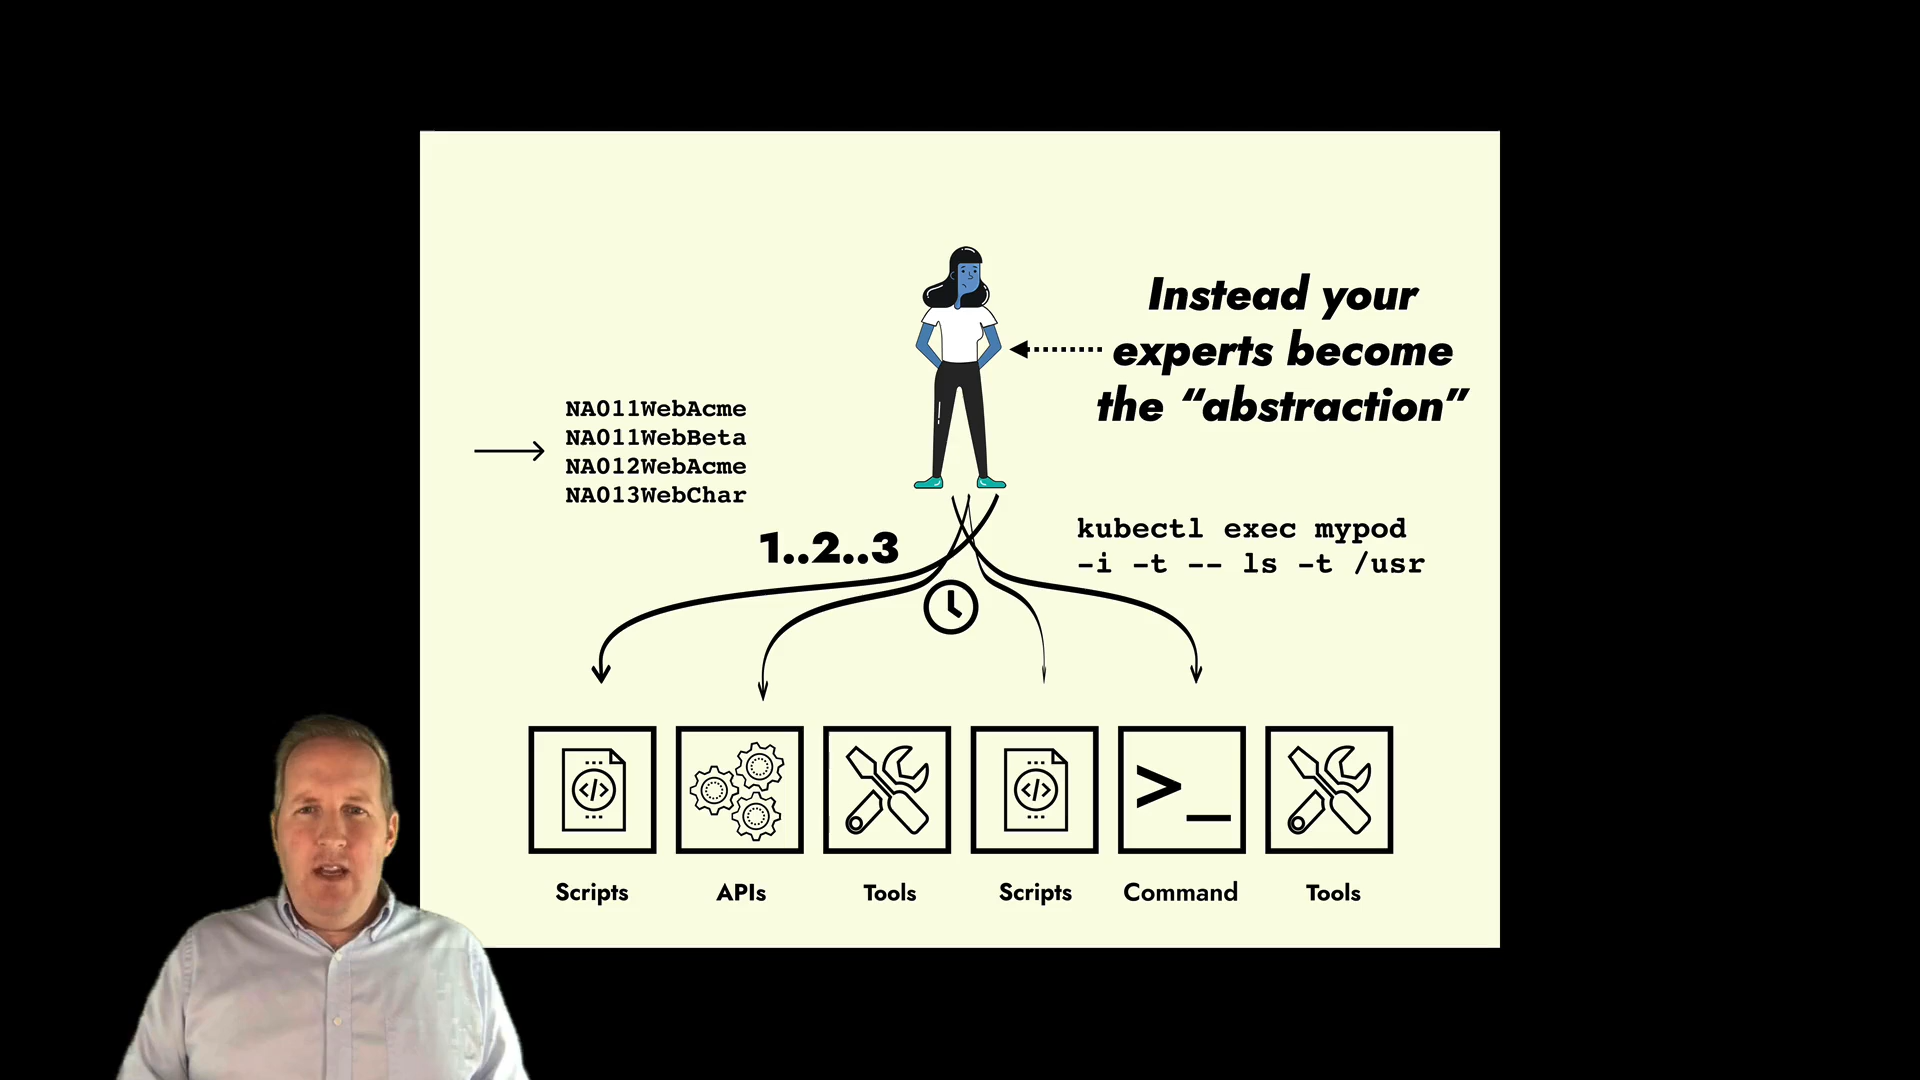 Instead your
experts become
the “abstraction”
NA011WebAcme
NA011WebBeta
NA012WebAcme
NA013WebChar
1..2..3
kubectl exec mypod
-i -t -- ls -t /usr
</>
</>
>_
Scripts
APIs
Tools
Scripts
Command
Tools